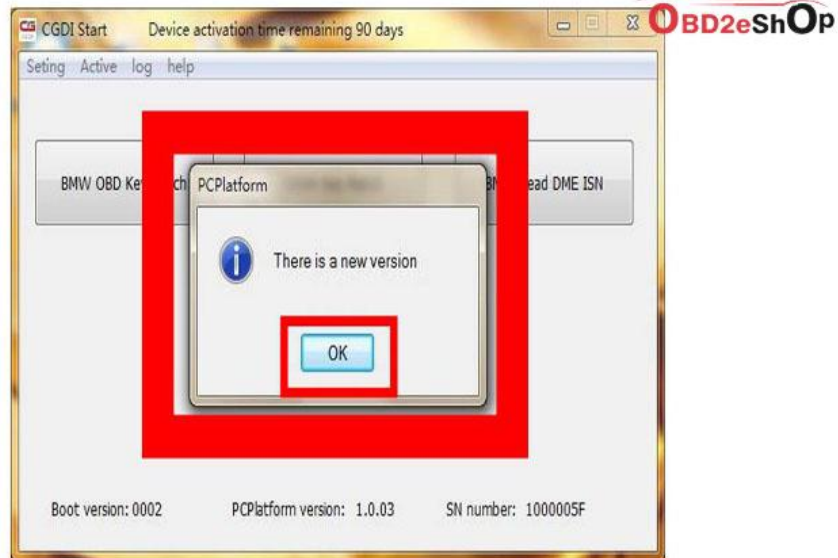 CGDI Start Device activation time remaining 90 days
OBD2eShOp
Seting Active log help
BMW OBD Key
PCPlatform
ead DME ISN
There is a new version
OK
Boot version: 0002 PCPlatform version: 1.0.03 SN number: 1000005F